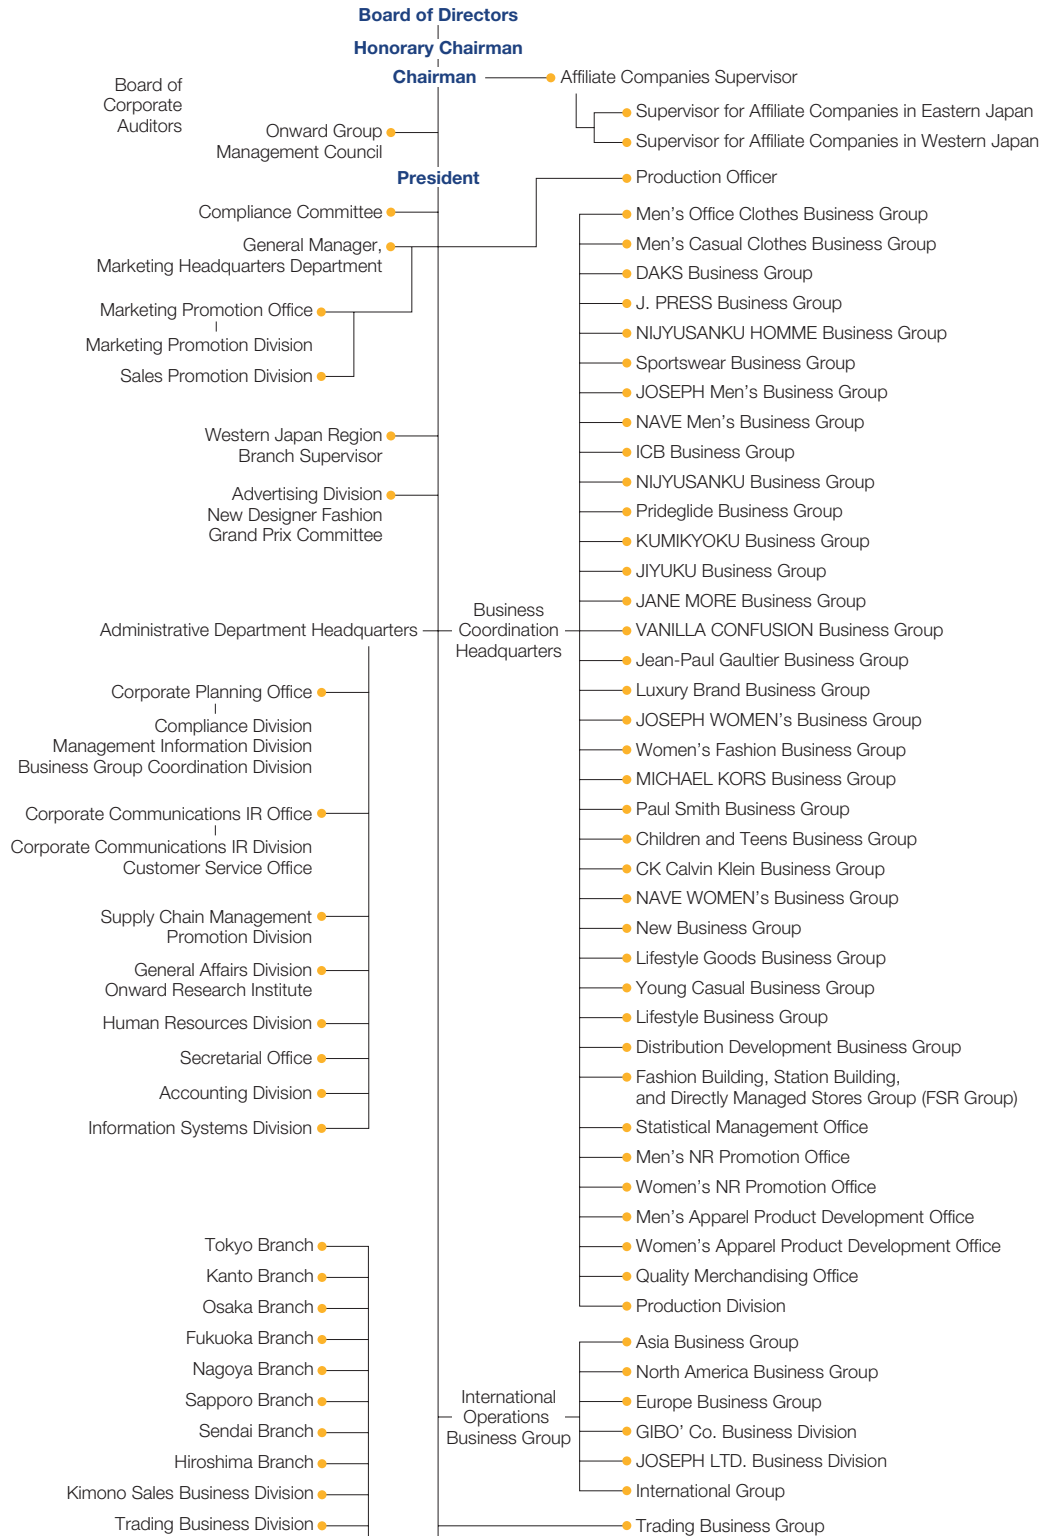 Board of Directors
Honorary Chairman
Chairman
Affiliate Companies Supervisor
Supervisor for Affiliate Companies in Eastern Japan
Supervisor for Affiliate Companies in Western Japan
Board of
Corporate
Auditors
Onward Group
Management Council
President
Production Officer
Compliance Committee
General Manager,
Marketing Headquarters Department
Marketing Promotion Office
Marketing Promotion Division
Sales Promotion Division
Western Japan Region
Branch Supervisor
Advertising Division
New Designer Fashion
Grand Prix Committee
Administrative Department Headquarters
Corporate Planning Office
Compliance Division
Management Information Division
Business Group Coordination Division
Corporate Communications IR Office
Corporate Communications IR Division
Customer Service Office
Supply Chain Management
Promotion Division
General Affairs Division
Onward Research Institute
Human Resources Division
Secretarial Office
Accounting Division
Information Systems Division
Business
Coordination
Headquarters
Men's Office Clothes Business Group
Men's Casual Clothes Business Group
DAKS Business Group
J. PRESS Business Group
NIJYUSANKU HOMME Business Group
Sportswear Business Group
JOSEPH Men's Business Group
NAVE Men's Business Group
ICB Business Group
NIJYUSANKU Business Group
Prideglide Business Group
KUMIKYOKU Business Group
JIYUKU Business Group
JANE MORE Business Group
VANILLA CONFUSION Business Group
Jean-Paul Gaultier Business Group
Luxury Brand Business Group
JOSEPH WOMEN's Business Group
Women's Fashion Business Group
MICHAEL KORS Business Group
Paul Smith Business Group
Children and Teens Business Group
CK Calvin Klein Business Group
NAVE WOMEN's Business Group
New Business Group
Lifestyle Goods Business Group
Young Casual Business Group
Lifestyle Business Group
Distribution Development Business Group
Fashion Building, Station Building,
and Directly Managed Stores Group (FSR Group)
Statistical Management Office
Men's NR Promotion Office
Women's NR Promotion Office
Men's Apparel Product Development Office
Women's Apparel Product Development Office
Quality Merchandising Office
Production Division
Tokyo Branch
Kanto Branch
Osaka Branch
Fukuoka Branch
Nagoya Branch
Sapporo Branch
Sendai Branch
Hiroshima Branch
Kimono Sales Business Division
Trading Business Division
International
Operations
Business Group
Asia Business Group
North America Business Group
Europe Business Group
GIBO' Co. Business Division
JOSEPH LTD. Business Division
International Group
Trading Business Group